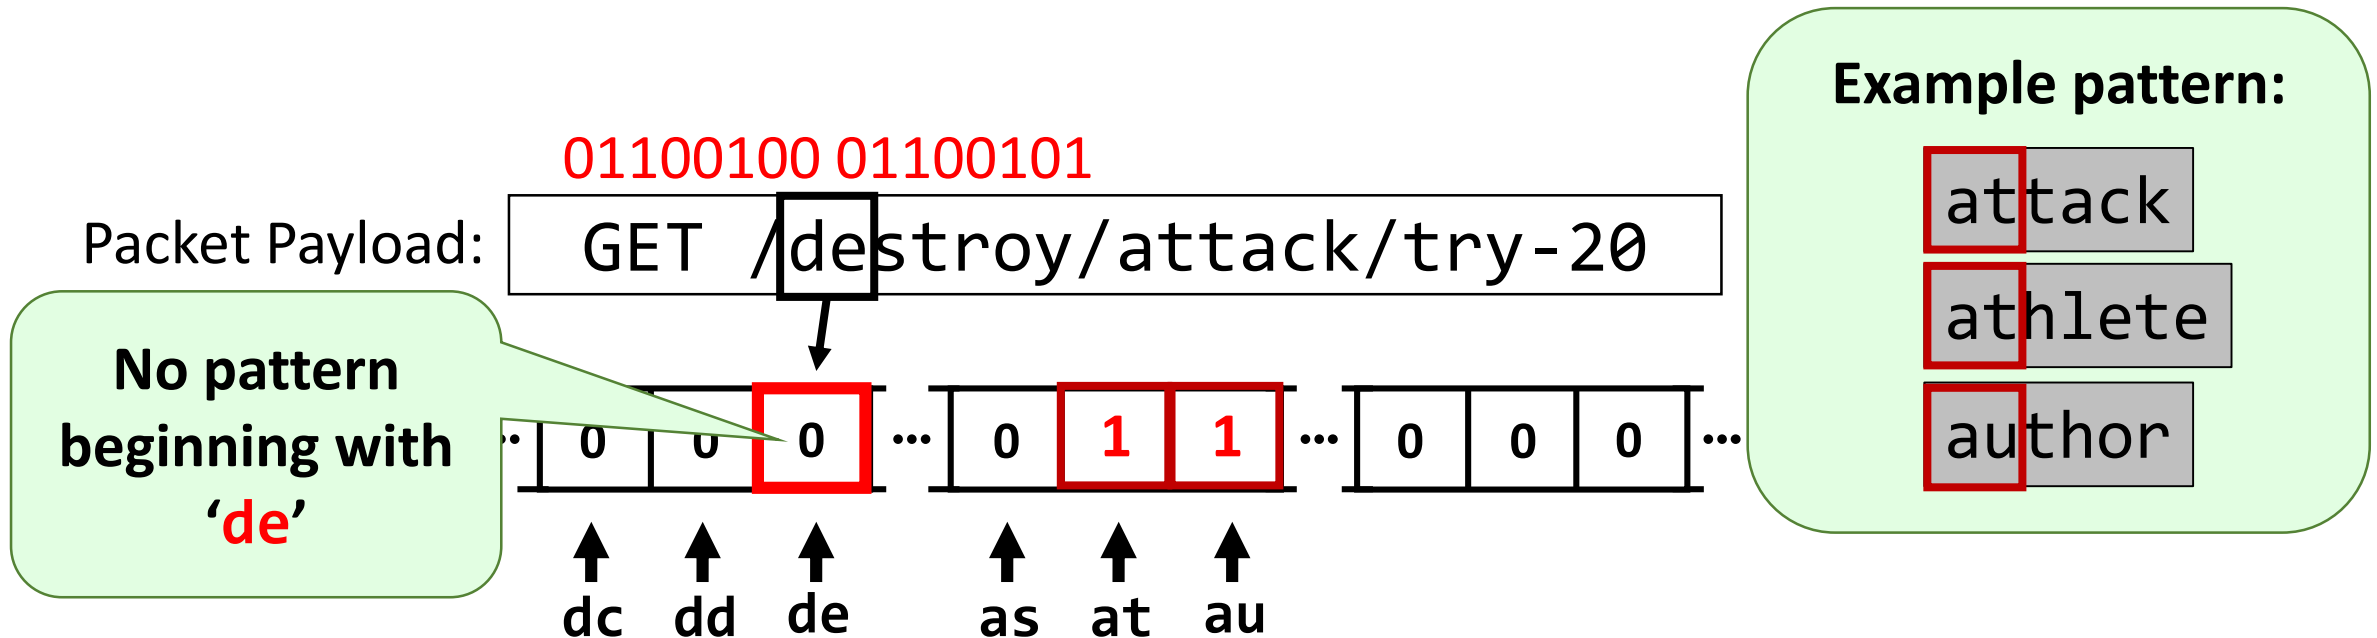 Example pattern:
01100100 01100101
attack
Packet Payload: GET /destroy/attack/try-20
athlete
No pattern
beginning with
‘de’
author
··· 0 0 0 ··· 0 1 1 ··· 0 0 0 ···
dc dd de as at au